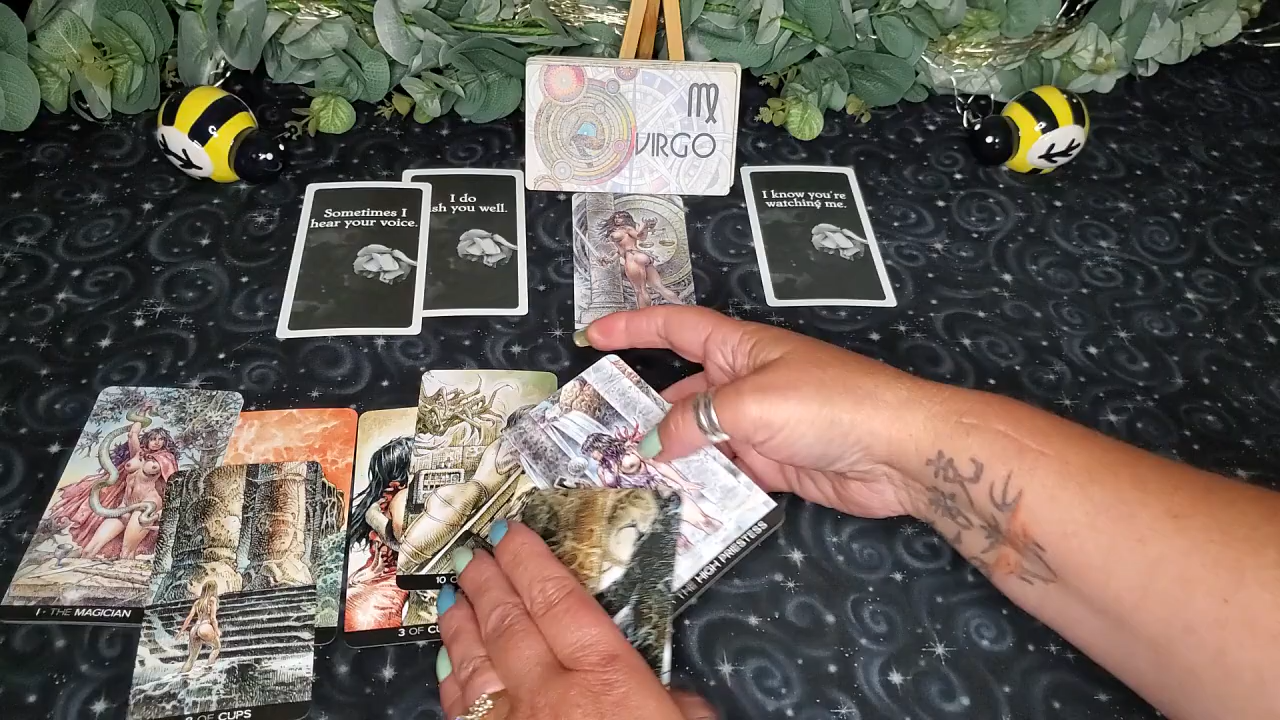 VIRGO
Sometimes I
hear your voice.
I do
sh you well.
I know you're
watching me.
I • THE MAGICIAN
OF CUPS
3 OF CU
10
THE HIGH PRIESTESS